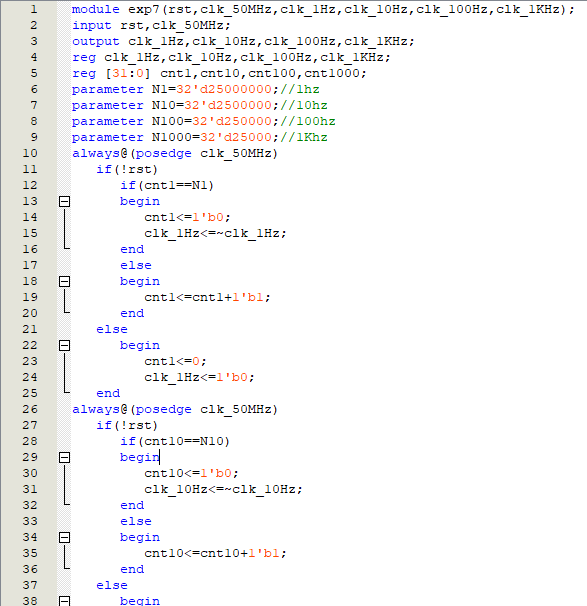 1 module exp7(rst,clk_50MHz,clk_1Hz,clk_10Hz,clk_100Hz,clk_1KHz);
2 input rst,clk_50MHz;
3 output clk_1Hz,clk_10Hz,clk_100Hz,clk_1KHz;
4 reg clk_1Hz,clk_10Hz,clk_100Hz,clk_1KHz;
5 reg [31:0] cnt1,cnt10,cnt100,cnt1000;
6 parameter N1=32'd25000000;//1hz
7 parameter N10=32'd2500000;//10hz
8 parameter N100=32'd250000;//100hz
9 parameter N1000=32'd25000;//1Khz
10 always@(posedge clk_50MHz)
11 if(!rst)
12 if(cnt1==N1)
13 begin
14 cnt1<=1'b0;
15 clk_1Hz<=~clk_1Hz;
16 end
17 else
18 begin
19 cnt1<=cnt1+1'b1;
20 end
21 else
22 begin
23 cnt1<=0;
24 clk_1Hz<=1'b0;
25 end
26 always@(posedge clk_50MHz)
27 if(!rst)
28 if(cnt10==N10)
29 begin
30 cnt10<=1'b0;
31 clk_10Hz<=~clk_10Hz;
32 end
33 else
34 begin
35 cnt10<=cnt10+1'b1;
36 end
37 else
38 begin